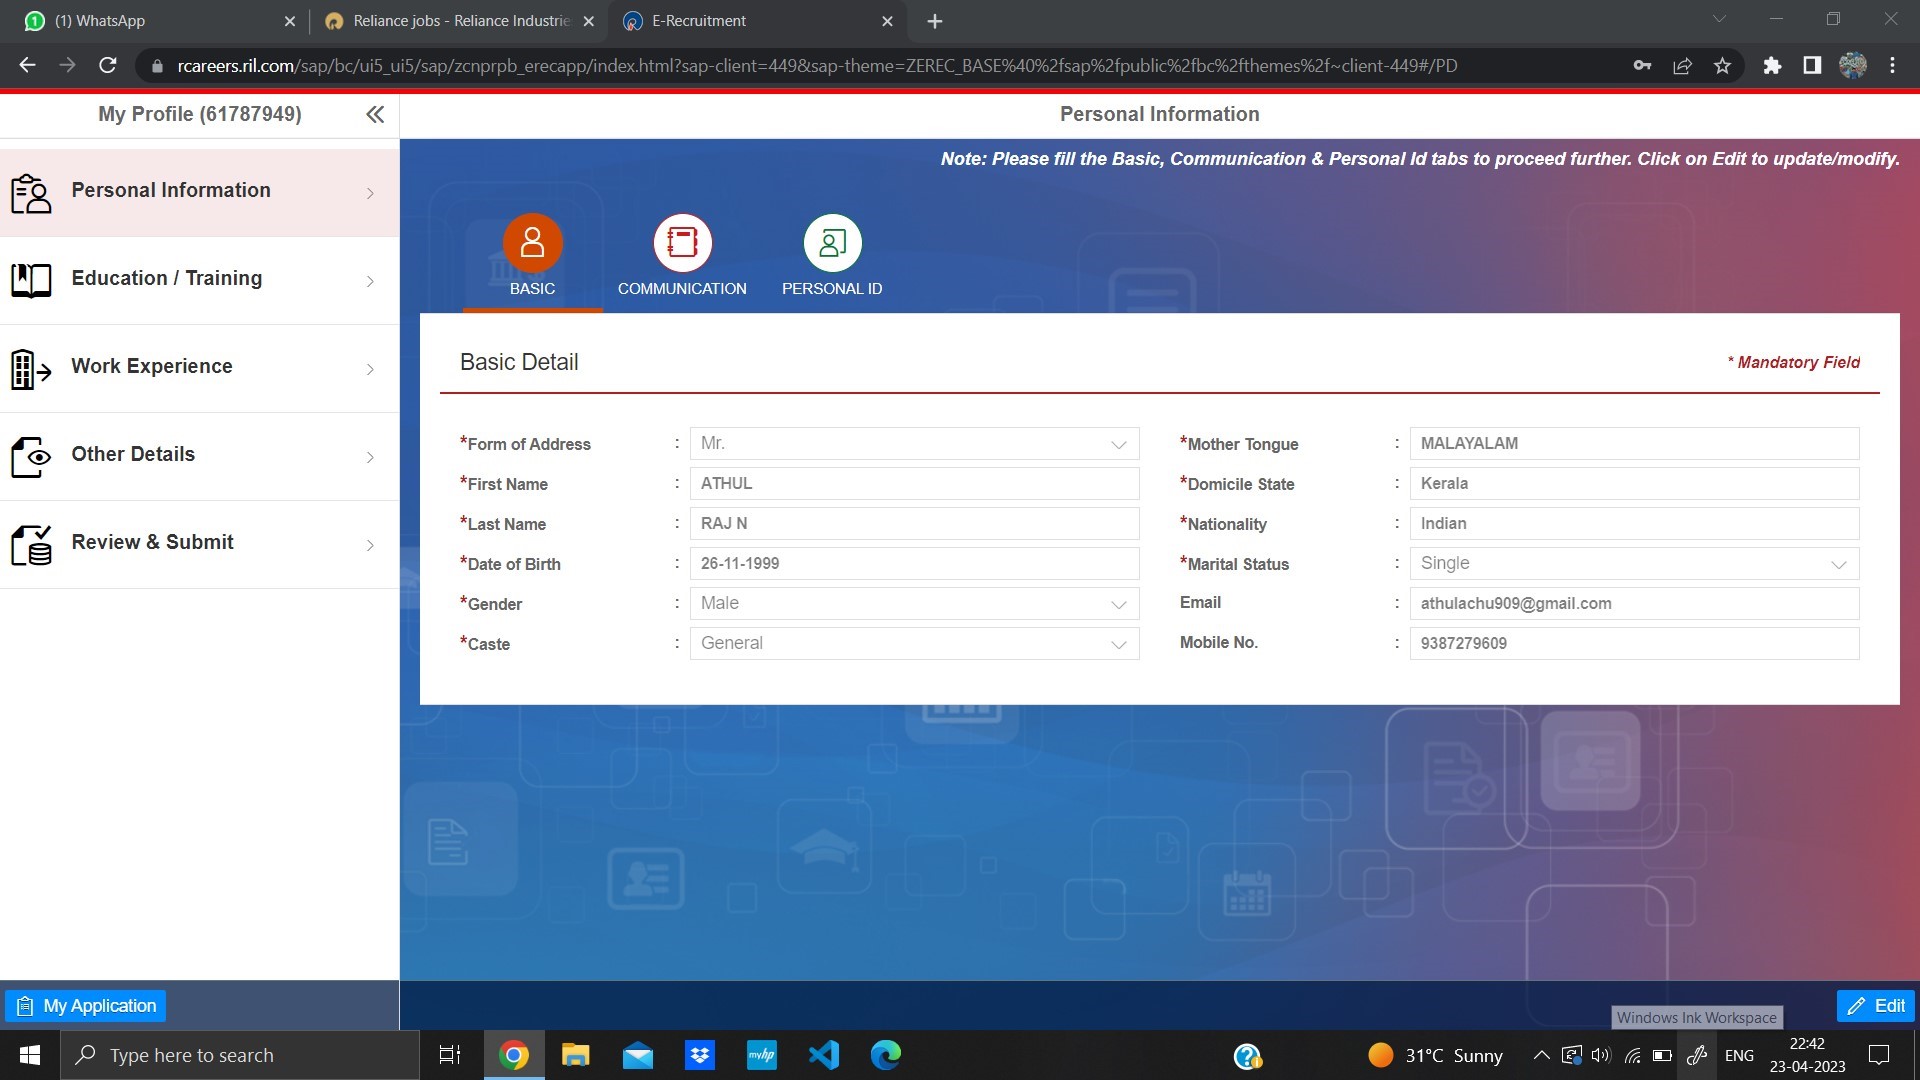 (1) WhatsApp
Reliance jobs - Reliance Industrie
E-Recruitment
rcareers.ril.com/sap/bc/ui5_ui5/sap/zcnprpb_erecapp/index.html?sap-client=449&sap-theme=ZEREC_BASE%40%2fsap%2fpublic%2fbc%2fthemes%2f~client-449#/PD
My Profile (61787949)
Personal Information
Note: Please fill the Basic, Communication & Personal Id tabs to proceed further. Click on Edit to update/modify.
Personal Information
Education / Training
Work Experience
Other Details
Review & Submit
BASIC
COMMUNICATION
PERSONAL ID
Basic Detail
* Mandatory Field
*Form of Address : Mr.
*First Name : ATHUL
*Last Name : RAJ N
*Date of Birth : 26-11-1999
*Gender : Male
*Caste : General
*Mother Tongue : MALAYALAM
*Domicile State : Kerala
*Nationality : Indian
*Marital Status : Single
Email : athulachu909@gmail.com
Mobile No. : 9387279609
My Application
Edit
Windows Ink Workspace
Type here to search
myhp
31°C Sunny
ENG
22:42
23-04-2023